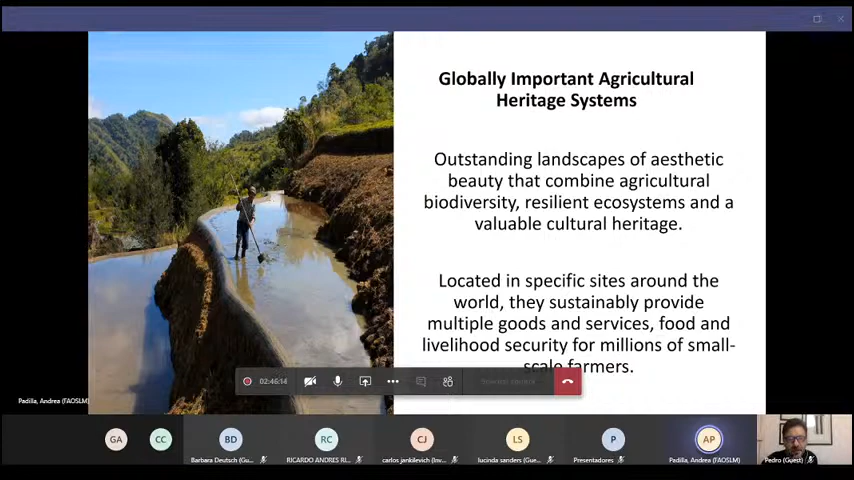 Globally Important Agricultural
Heritage Systems
Outstanding landscapes of aesthetic
beauty that combine agricultural
biodiversity, resilient ecosystems and a
valuable cultural heritage.
Located in specific sites around the
world, they sustainably provide
multiple goods and services, food and
livelihood security for millions of small-
scale farmers.
02:46:14
Padilla, Andrea (FAOSLM)
GA
CC
BD
RC
CJ
LS
P
AP
Barbara Deutsch (Gu...
RICARDO ANDRES RI...
carlos jankilevich (Inv...
lucinda sanders (Gue...
Presentadores
Padilla, Andrea (FAOSLM)
Pedro (Guest)